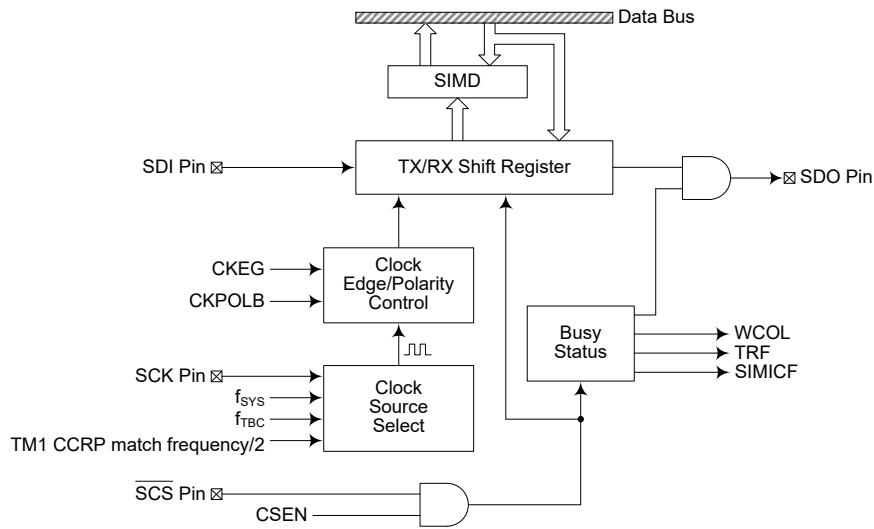 Data Bus
SIMD
SDI Pin
TX/RX Shift Register
SDO Pin
CKEG
CKPOLB
Clock
Edge/Polarity
Control
Busy
Status
WCOL
TRF
SIMICF
SCK Pin
fSYS
fTBC
TM1 CCRP match frequency/2
Clock
Source
Select
SCS Pin
CSEN